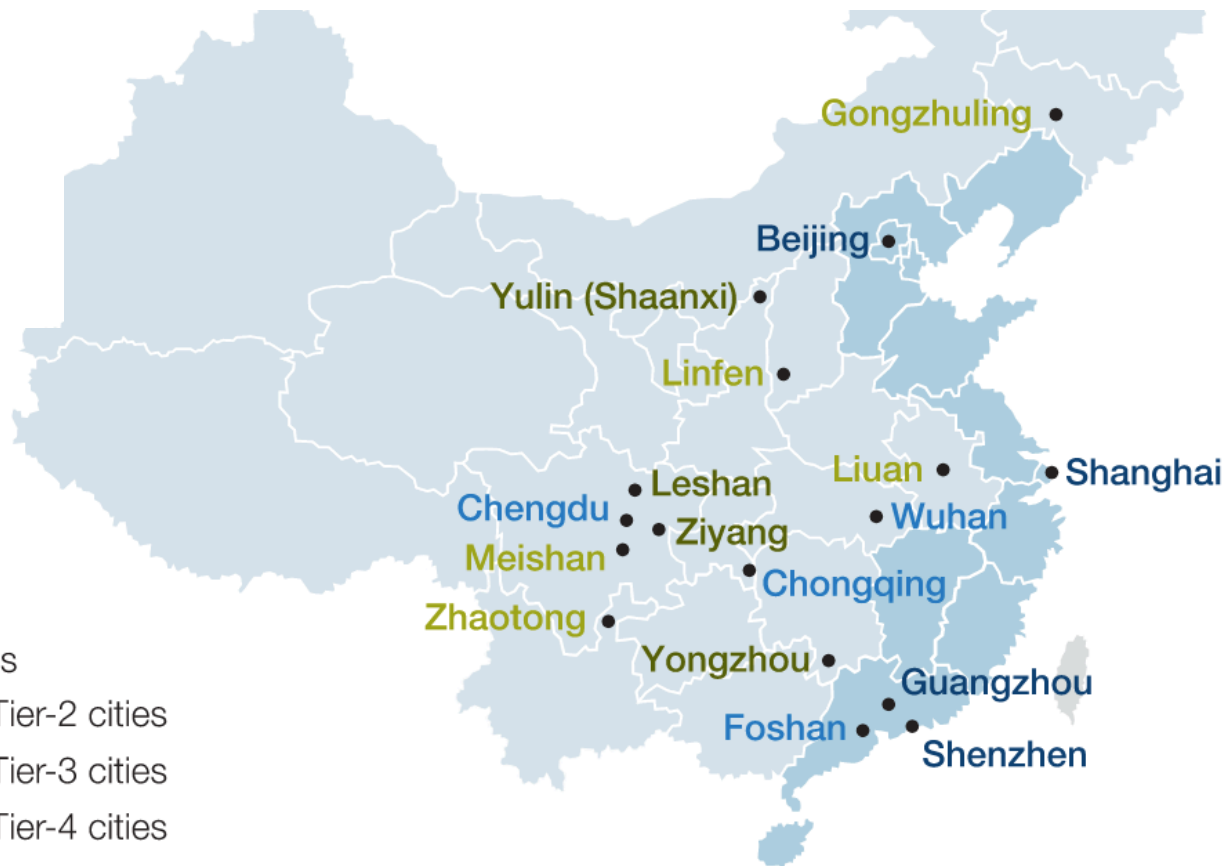 Gongzhuling
Beijing
Yulin (Shaanxi)
Linfen
Liuan
Shanghai
Leshan
Chengdu
Wuhan
Ziyang
Meishan
Chongqing
Zhaotong
Yongzhou
s
Guangzhou
Tier-2 cities
Foshan
Shenzhen
Tier-3 cities
Tier-4 cities